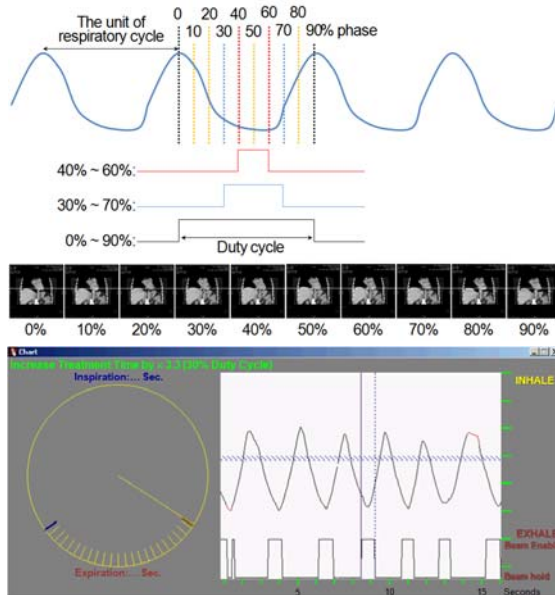 The unit of
respiratory cycle
0 20 40 60 80
10 30 50 70 90% phase
40% ~ 60%:
30% ~ 70%:
0% ~ 90%:
Duty cycle
0% 10% 20% 30% 40% 50% 60% 70% 80% 90%
Chart
Increase Treatment Time by x 3.3 (30% Duty Cycle)
Inspiration:... Sec.
INHALE
Expiration:... Sec.
EXHALE
Beam Enable
Beam hold
5 10 15 Seconds